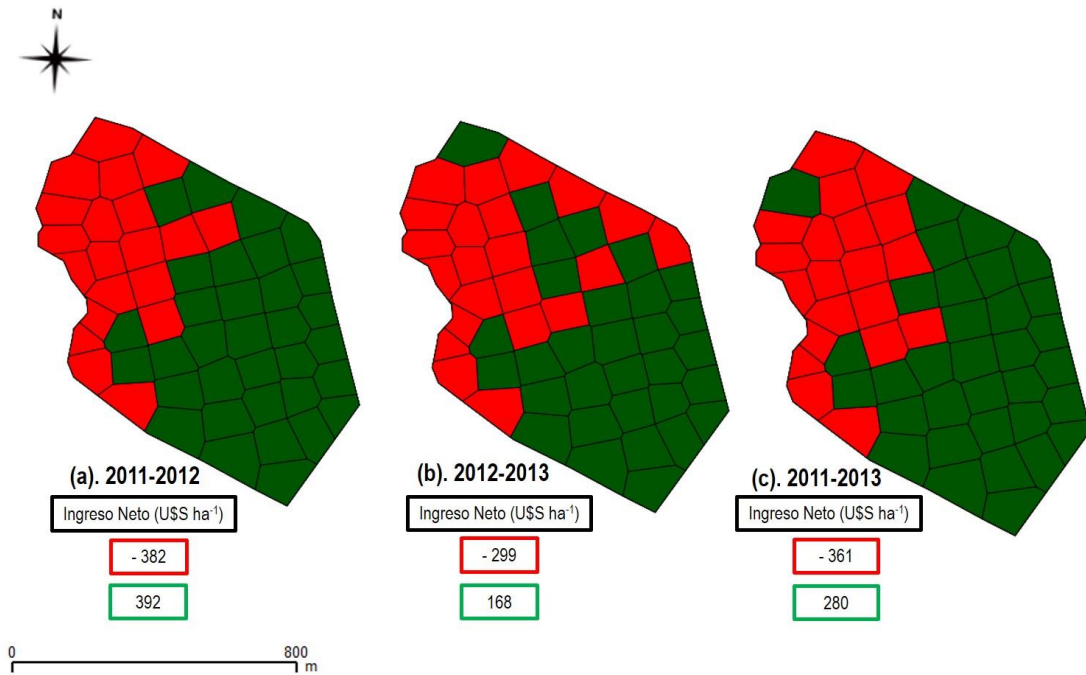 N
(a). 2011-2012
Ingreso Neto (U$S ha⁻¹)
- 382
392
(b). 2012-2013
Ingreso Neto (U$S ha⁻¹)
- 299
168
(c). 2011-2013
Ingreso Neto (U$S ha⁻¹)
- 361
280
0 800
m